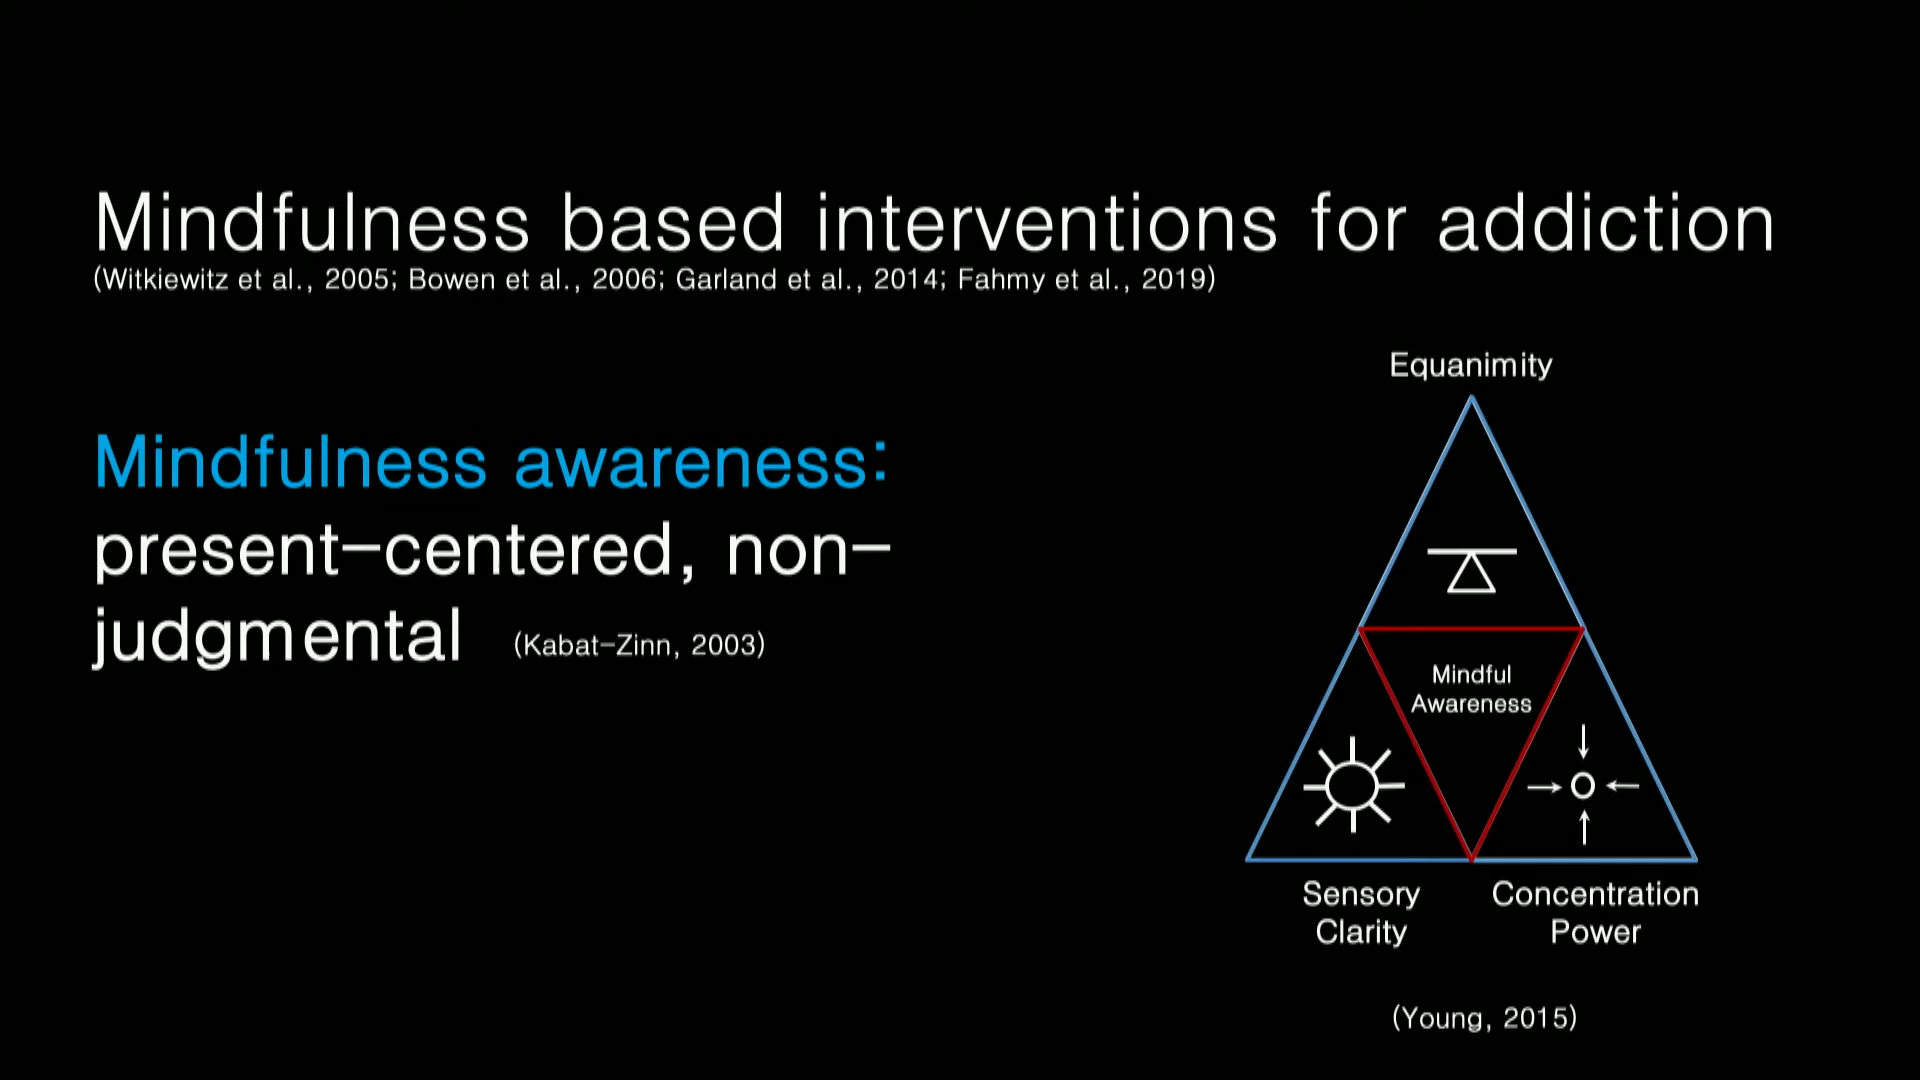 Mindfulness based interventions for addiction
(Witkiewitz et al., 2005; Bowen et al., 2006; Garland et al., 2014; Fahmy et al., 2019)
Mindfulness awareness:
present-centered, non-
judgmental (Kabat-Zinn, 2003)
Equanimity
Mindful
Awareness
Sensory
Clarity
Concentration
Power
(Young, 2015)